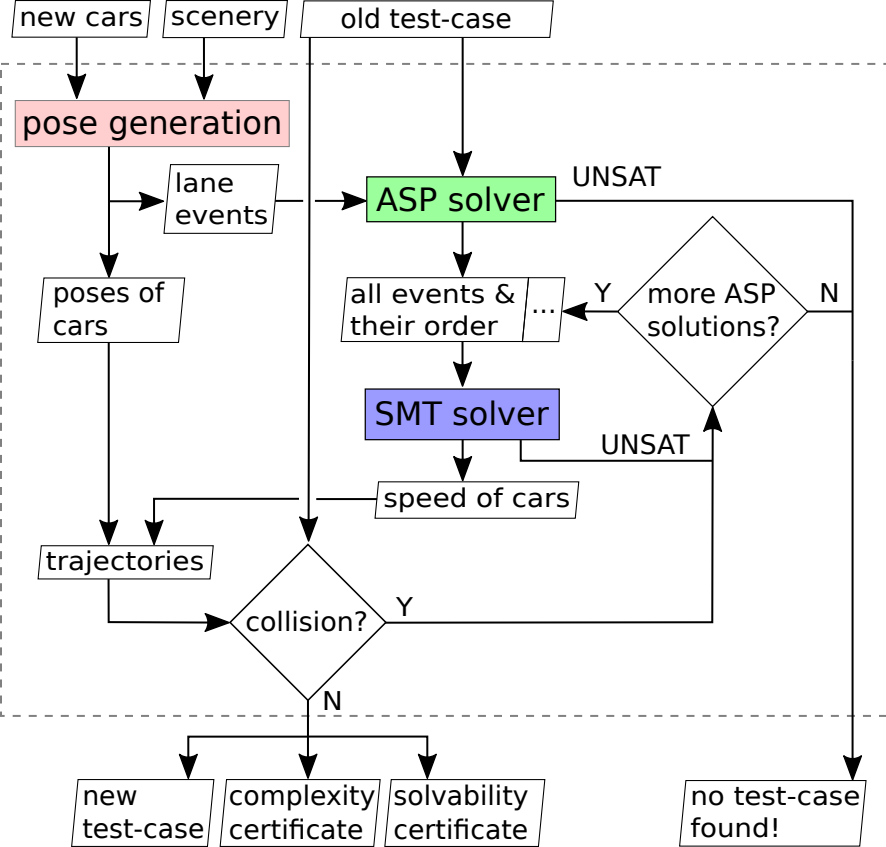 new cars
scenery
old test-case
pose generation
lane
events
ASP solver
UNSAT
poses of
cars
all events &
their order
...
Y
more ASP
solutions?
N
SMT solver
UNSAT
speed of cars
trajectories
collision?
Y
N
new
test-case
complexity
certificate
solvability
certificate
no test-case
found!